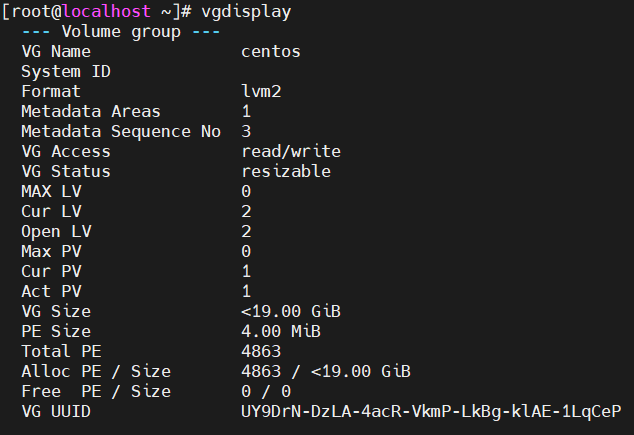 [root@localhost ~]# vgdisplay
  --- Volume group ---
  VG Name               centos
  System ID
  Format                lvm2
  Metadata Areas        1
  Metadata Sequence No  3
  VG Access             read/write
  VG Status             resizable
  MAX LV                0
  Cur LV                2
  Open LV               2
  Max PV                0
  Cur PV                1
  Act PV                1
  VG Size               <19.00 GiB
  PE Size               4.00 MiB
  Total PE              4863
  Alloc PE / Size       4863 / <19.00 GiB
  Free  PE / Size       0 / 0
  VG UUID               UY9DrN-DzLA-4acR-VkmP-LkBg-klAE-1LqCeP